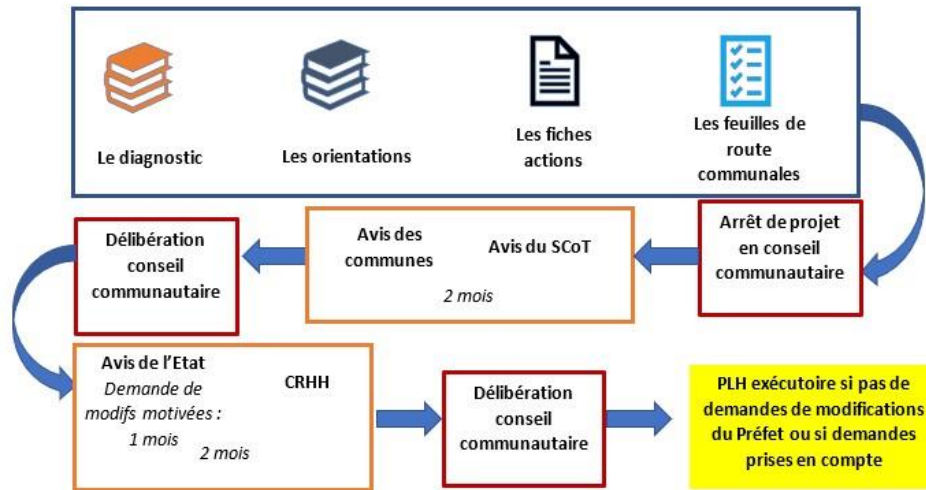 Le diagnostic
Les orientations
Les fiches
actions
Les feuilles de
route
communales
Arrêt de projet
en conseil
communautaire
Avis des
communes
Avis du SCoT
2 mois
Délibération
conseil
communautaire
Avis de l'Etat
Demande de
modifs motivées :
1 mois
2 mois
CRHH
Délibération
conseil
communautaire
PLH exécutoire si pas de
demandes de modifications
du Préfet ou si demandes
prises en compte